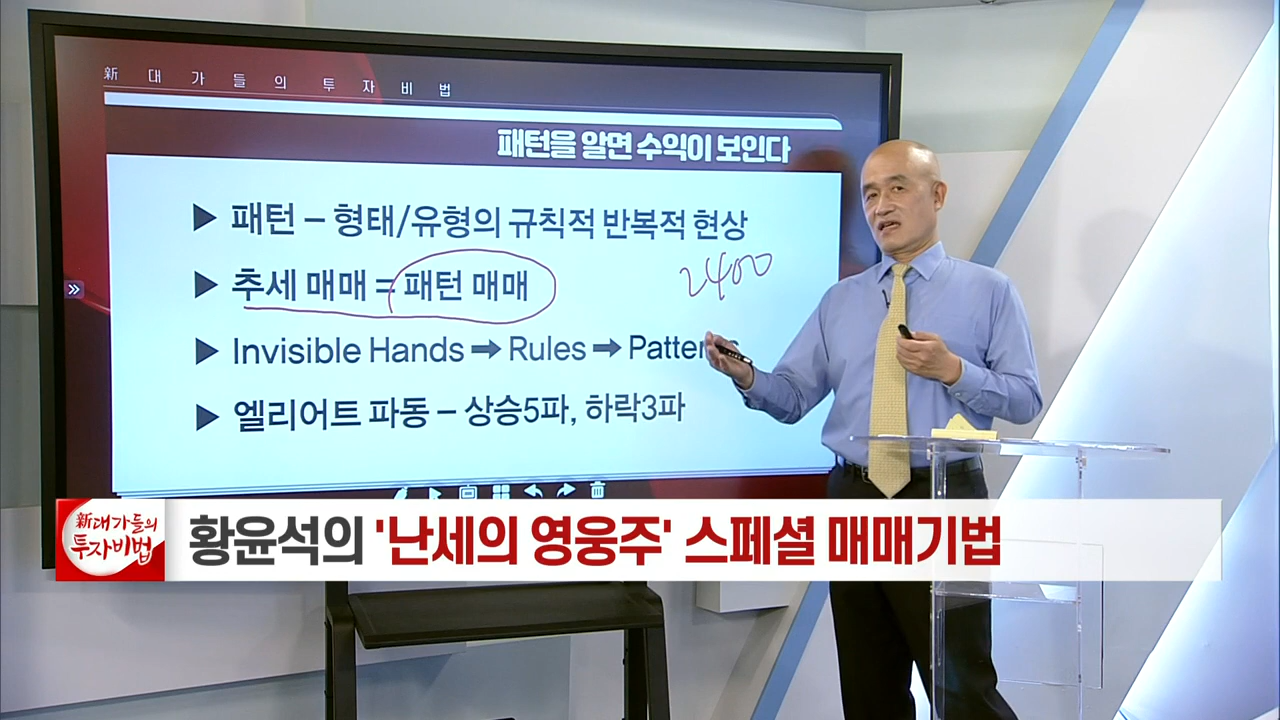 新 대 가 들 의 투 자 비 법
패턴을 알면 수익이 보인다
▶ 패턴 – 형태/유형의 규칙적 반복적 현상
▶ 추세 매매 = 패턴 매매
2400
▶ Invisible Hands ➡ Rules ➡ Patterns
▶ 엘리어트 파동 – 상승5파, 하락3파
新대가들의
투자비법
황윤석의 '난세의 영웅주' 스페셜 매매기법